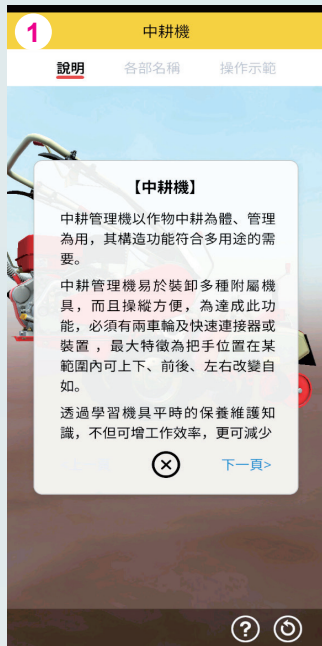 1
中耕機
說明 各部名稱 操作示範
【中耕機】
中耕管理機以作物中耕為體、管理
為用，其構造功能符合多用途的需
要。
中耕管理機易於裝卸多種附屬機
具，而且操縱方便，為達成此功
能，必須有兩車輪及快速連接器或
裝置 ，最大特徵為把手位置在某
範圍內可上下、前後、左右改變自
如。
透過學習機具平時的保養維護知
識，不但可增工作效率，更可減少
下一頁>
?